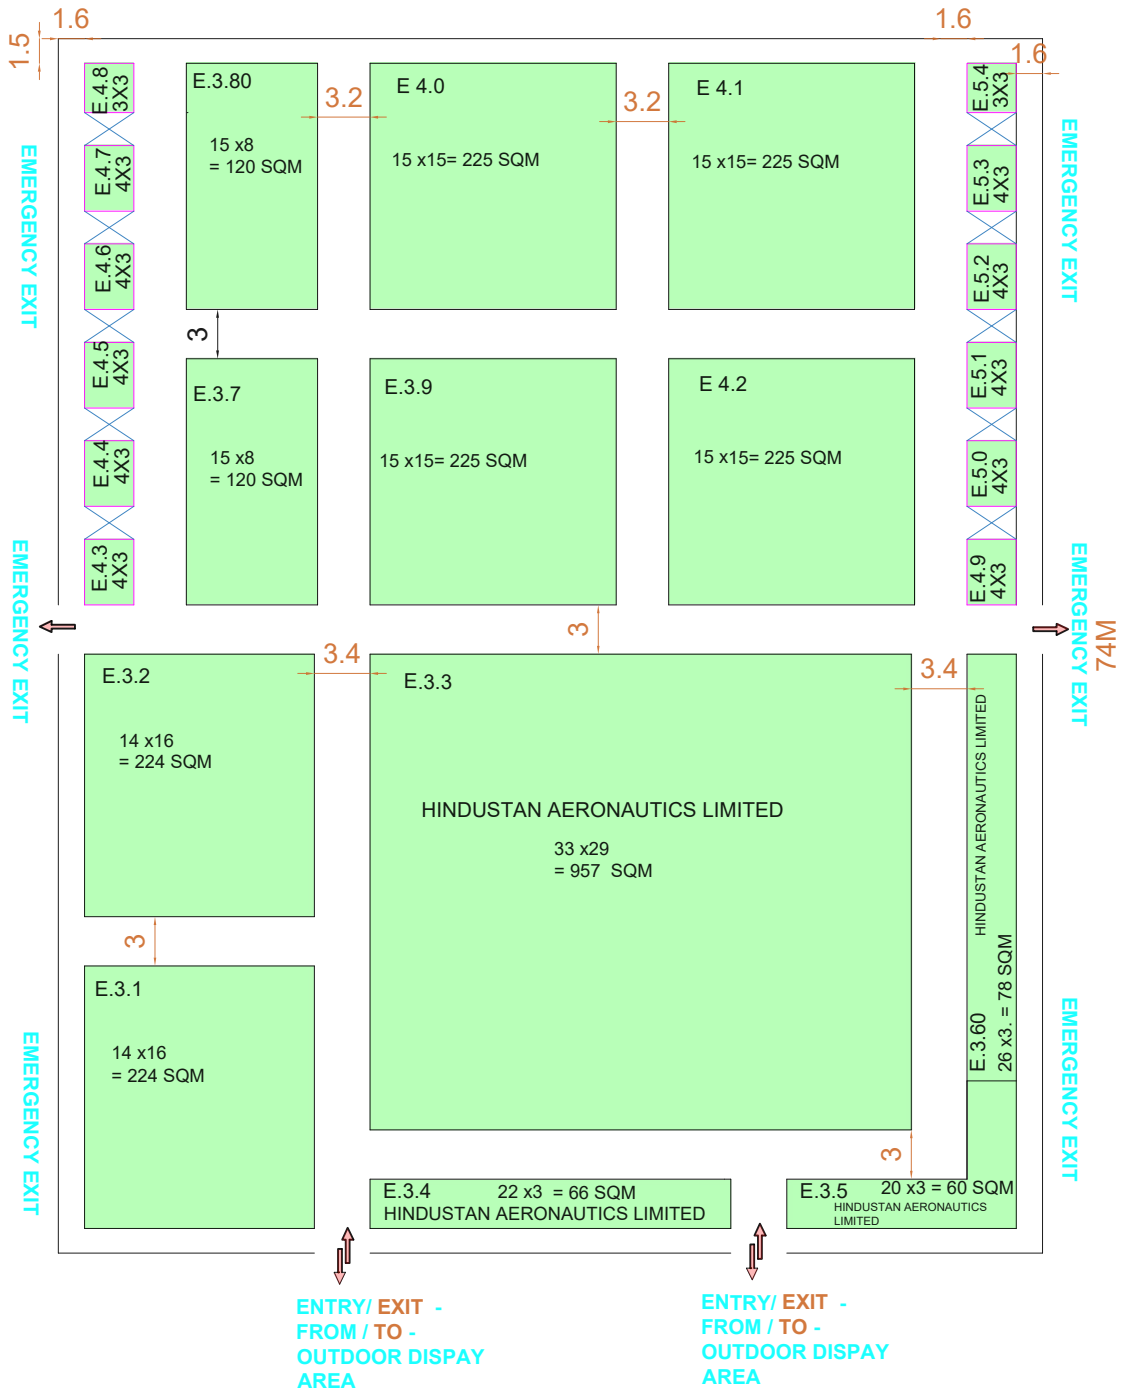 1.6
1.6
1.5
1.6
E.4.8
3X3
E.3.80
15 x8
= 120 SQM
3.2
E 4.0
15 x15= 225 SQM
3.2
E 4.1
15 x15= 225 SQM
E.5.4
3X3
EMERGENCY EXIT
E.4.7
4X3
E.5.3
4X3
EMERGENCY EXIT
E.4.6
4X3
E.5.2
4X3
3
E.4.5
4X3
E.3.7
15 x8
= 120 SQM
E.3.9
15 x15= 225 SQM
E 4.2
15 x15= 225 SQM
E.5.1
4X3
E.4.4
4X3
E.5.0
4X3
E.4.3
4X3
E.4.9
4X3
EMERGENCY EXIT
3
EMERGENCY EXIT
74M
E.3.2
14 x16
= 224 SQM
3.4
E.3.3
HINDUSTAN AERONAUTICS LIMITED
33 x29
= 957 SQM
3.4
HINDUSTAN AERONAUTICS LIMITED
E.3.60
26 x3. = 78 SQM
3
E.3.1
14 x16
= 224 SQM
EMERGENCY EXIT
EMERGENCY EXIT
3
E.3.4 22 x3 = 66 SQM
HINDUSTAN AERONAUTICS LIMITED
E.3.5 20 x3 = 60 SQM
HINDUSTAN AERONAUTICS
LIMITED
ENTRY/ EXIT -
FROM / TO -
OUTDOOR DISPAY
AREA
ENTRY/ EXIT -
FROM / TO -
OUTDOOR DISPAY
AREA